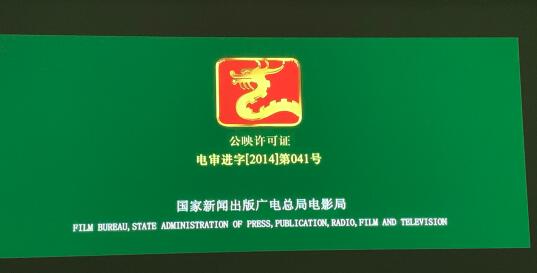 公映许可证
电审进字[2014]第041号
国家新闻出版广电总局电影局
FILM BUREAU,STATE ADMINISTRATION OF PRESS,PUBLICATION,RADIO,FILM AND TELEVISION